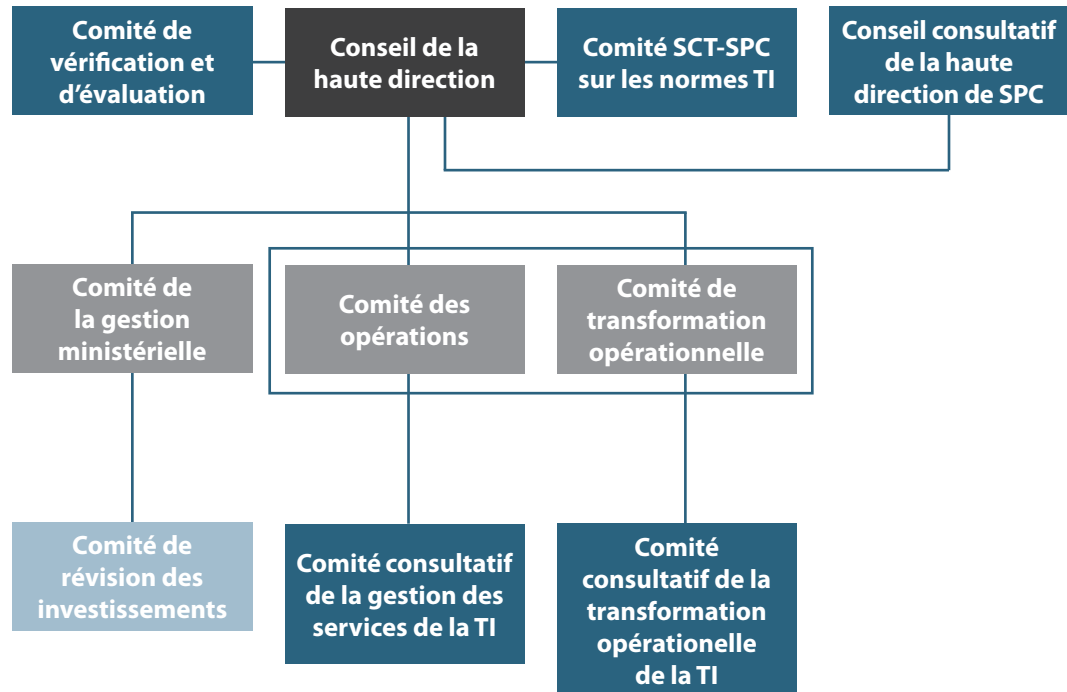 Comité de
vérification et
d'évaluation
Conseil de la
haute direction
Comité SCT-SPC
sur les normes TI
Conseil consultatif
de la haute
direction de SPC
Comité de
la gestion
ministérielle
Comité des
opérations
Comité de
transformation
opérationnelle
Comité de
révision des
investissements
Comité consultatif
de la gestion des
services de la TI
Comité
consultatif de la
transformation
opérationelle
de la TI